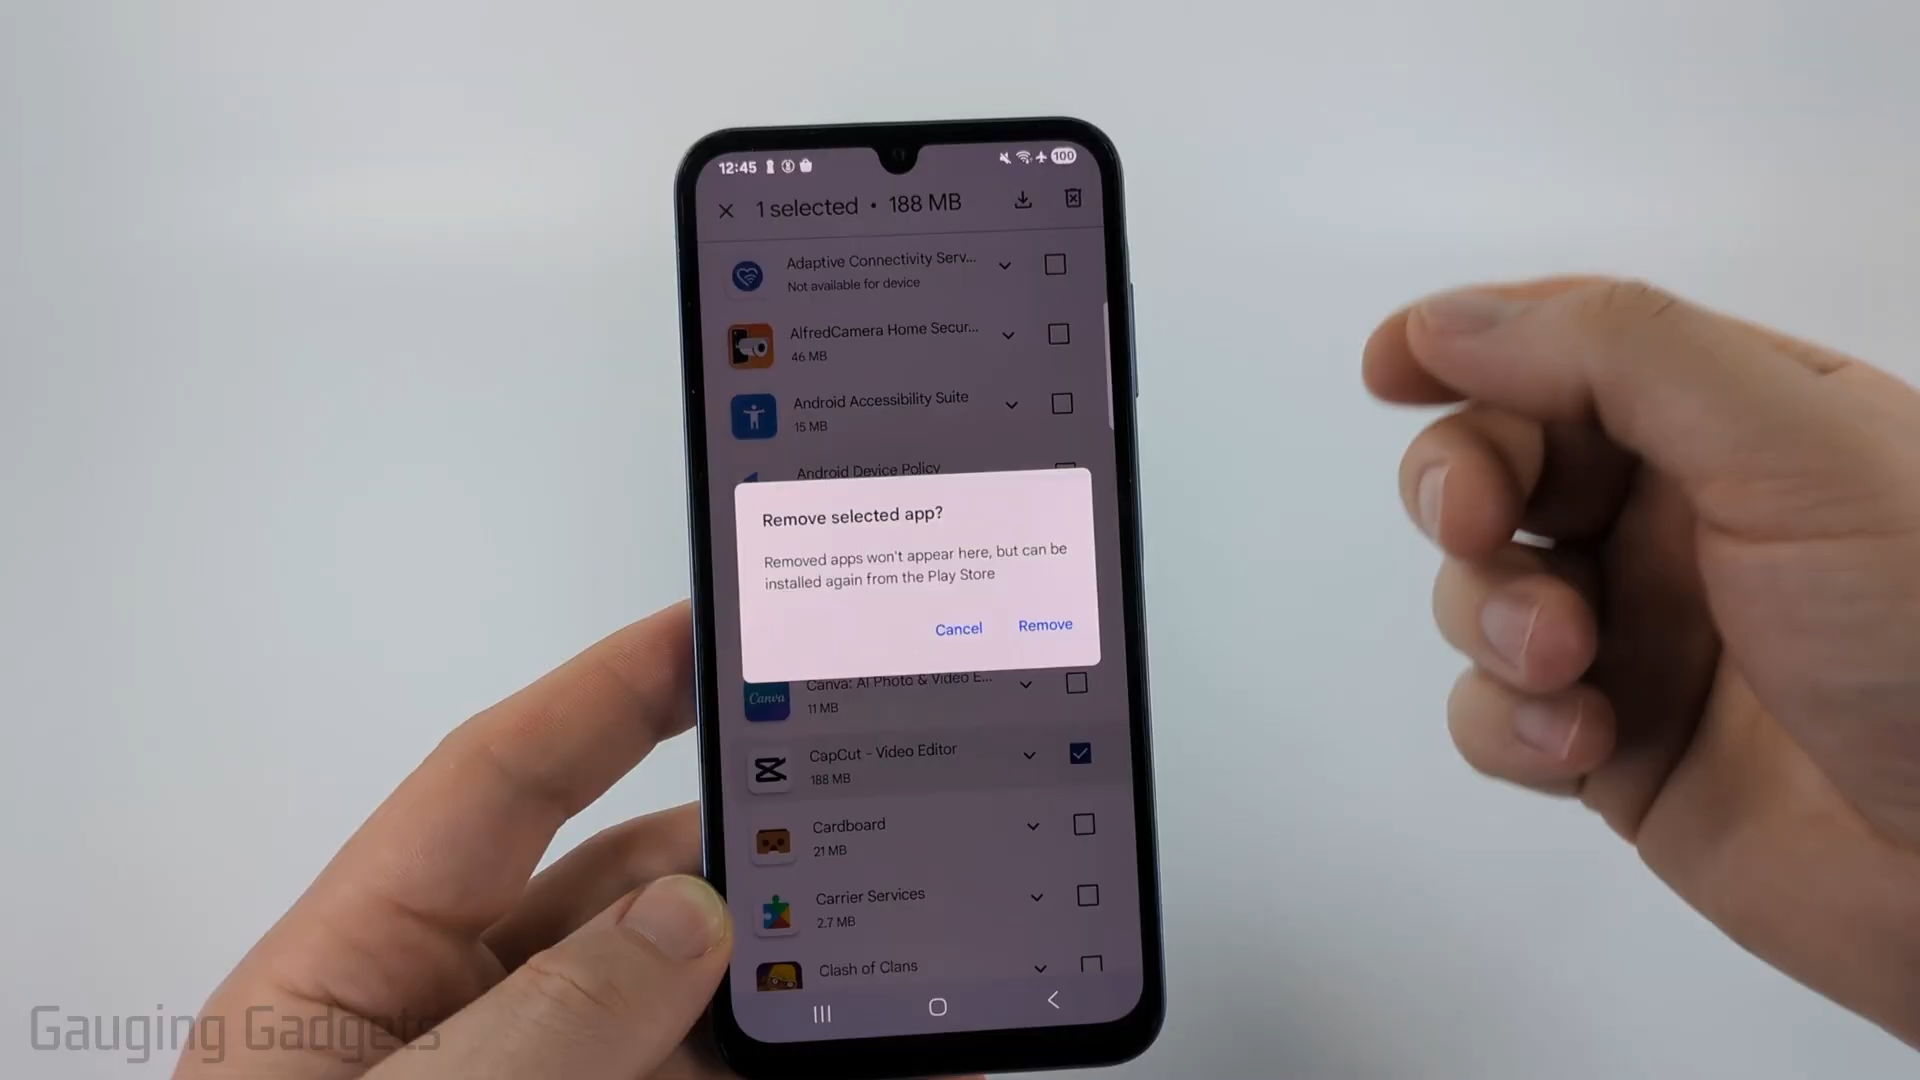 12:45
100
1 selected • 188 MB
Adaptive Connectivity Serv...
Not available for device
AlfredCamera Home Secur...
46 MB
Android Accessibility Suite
15 MB
Android Device Policy
Remove selected app?
Removed apps won't appear here, but can be
installed again from the Play Store
Cancel Remove
Canva
Canva: AI Photo & Video E...
11 MB
CapCut - Video Editor
188 MB
Cardboard
21 MB
Carrier Services
2.7 MB
Clash of Clans
Gauging Gadgets